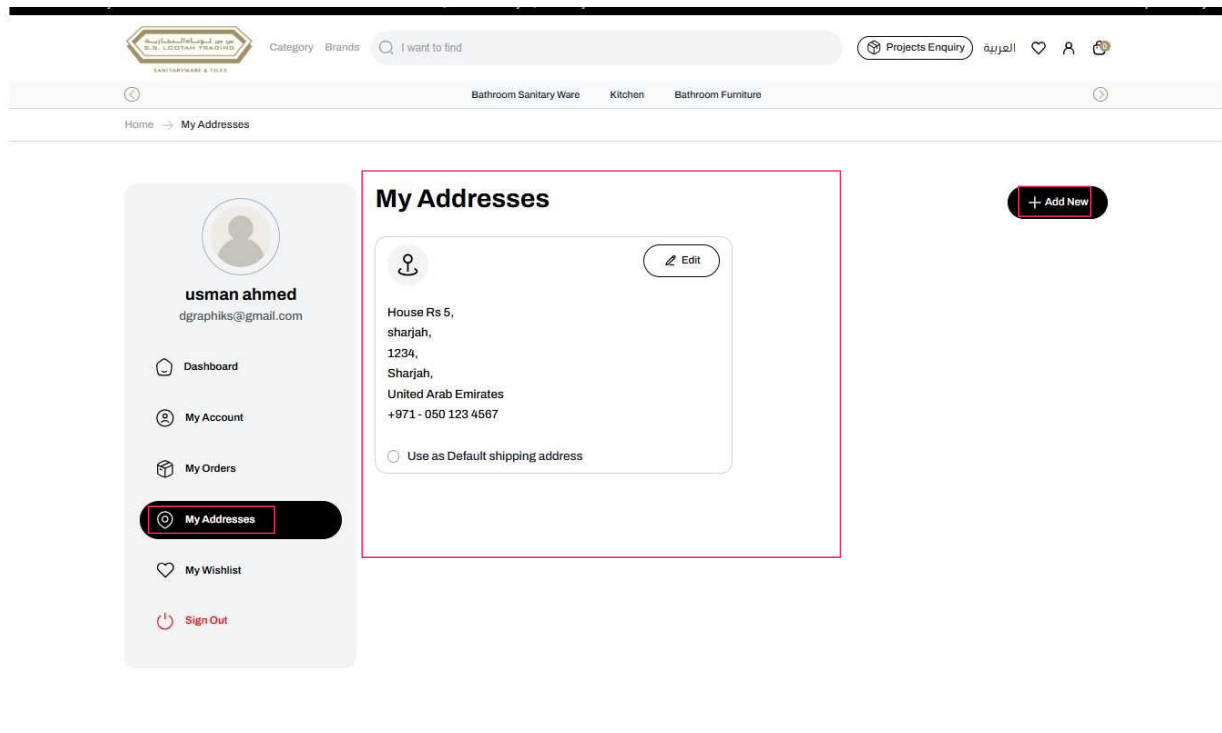 S.S. LOOTAH TRADING
SANITARYWARE & TILES
Category Brands
I want to find
Projects Enquiry
العربية
0
Bathroom Sanitary Ware Kitchen Bathroom Furniture
Home → My Addresses
usman ahmed
dgraphiks@gmail.com
Dashboard
My Account
My Orders
My Addresses
My Wishlist
Sign Out
My Addresses
+ Add New
Edit
House Rs 5,
sharjah,
1234,
Sharjah,
United Arab Emirates
+971 - 050 123 4567
Use as Default shipping address